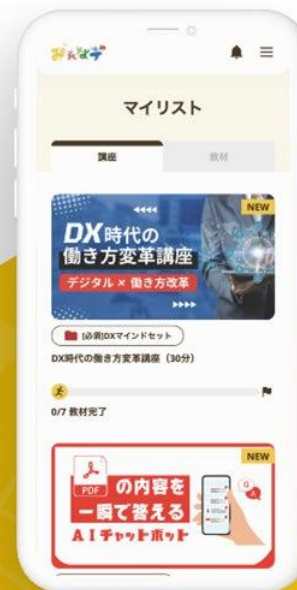 みんなデ
マイリスト
講座
教材
NEW
DX時代の
働き方変革講座
デジタル × 働き方改革
[必須]DXマインドセット
DX時代の働き方変革講座（30分）
0/7 教材完了
NEW
PDF
の内容を
一瞬で答える
AIチャットボット
Q
A